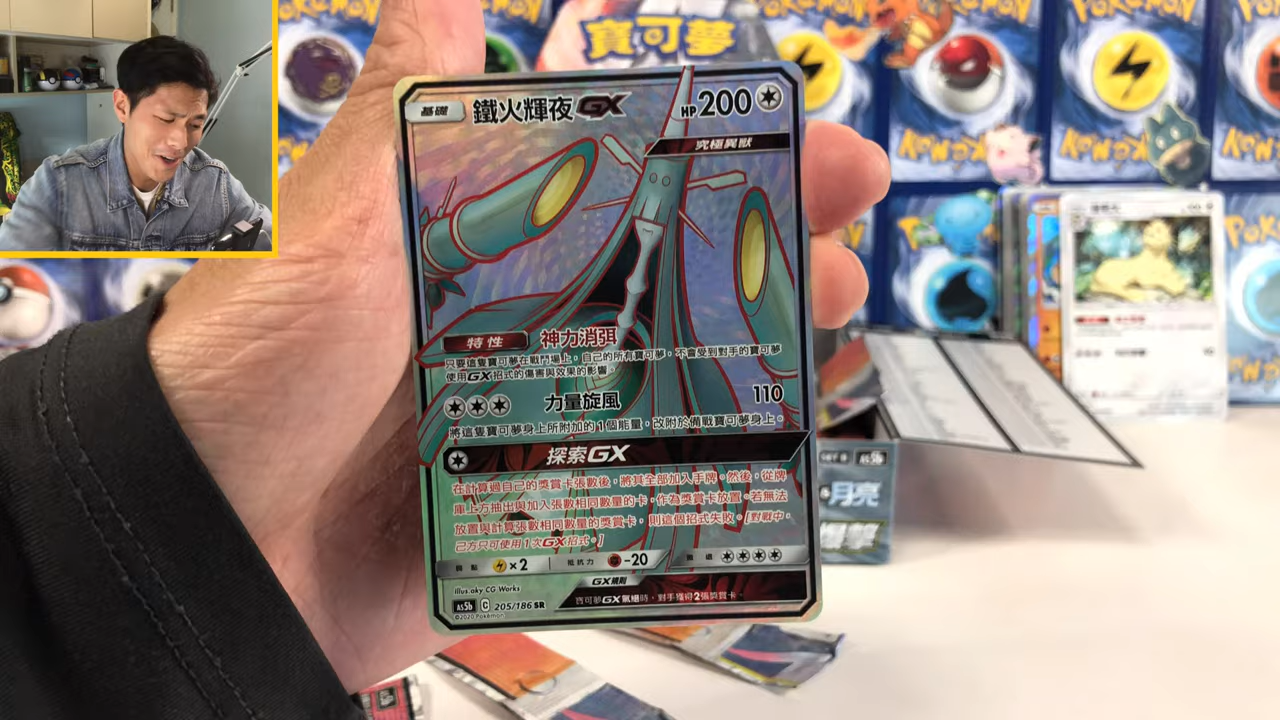 寶可夢
基礎
鐵火輝夜GX
HP200
究極異獸
特性 神力消弭
只要這隻寶可夢在戰鬥場上，自己的所有寶可夢，不會受到對手的寶可夢
使用GX招式的傷害與效果的影響。
力量旋風 110
將這隻寶可夢身上所附加的1個能量，改附於備戰寶可夢身上。
探索GX
在計算過自己的獎賞卡張數後，將其全部加入手牌。然後，從牌
庫上方抽出與加入張數相同數量的卡，作為獎賞卡放置。若無法
放置與計算張數相同數量的獎賞卡，則這個招式失敗。[對戰中，
己方只可使用1次GX招式。]
弱點 ×2 抵抗力 -20 撤退
GX規則
寶可夢GX氣絕時，對手獲得2張獎賞卡。
Illus.aky CG Works
AS5b C 205/186 SR
©2020 Pokémon
POKÉMON
POKÉMON
POKÉMON
SET B AS5b
月亮